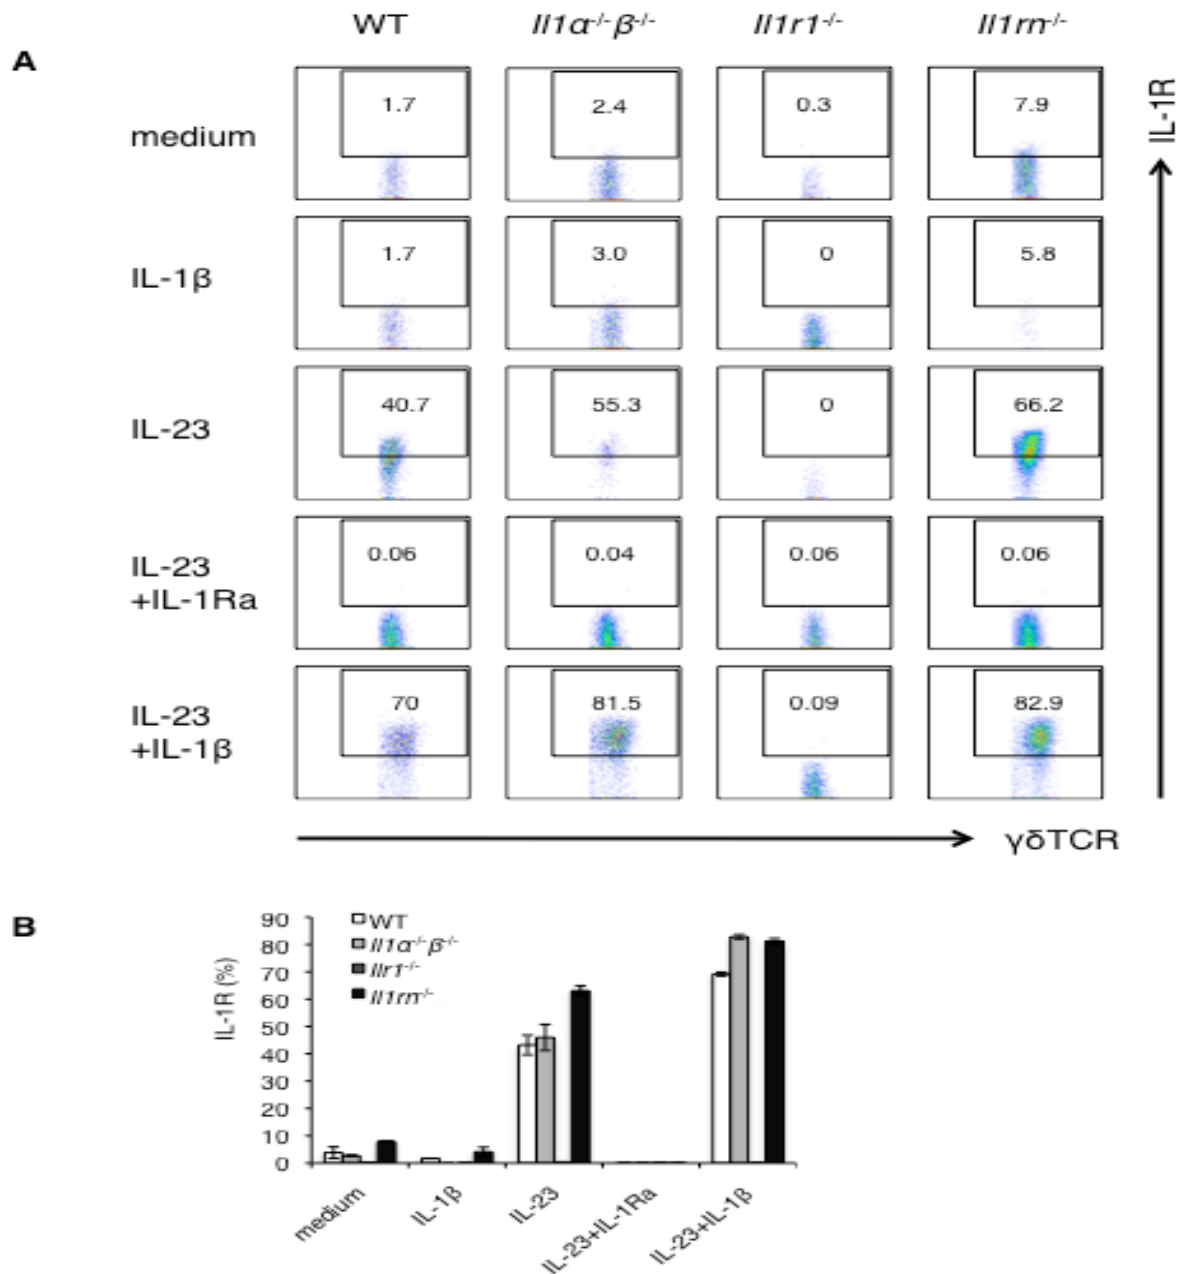 WT Il1α-/-β-/- Il1r1-/- Il1rn-/-
A
IL-1R
medium 1.7 2.4 0.3 7.9
IL-1β 1.7 3.0 0 5.8
IL-23 40.7 55.3 0 66.2
IL-23
+IL-1Ra
0.06 0.04 0.06 0.06
IL-23
+IL-1β
70 81.5 0.09 82.9
γδTCR
B
IL-1R (%)
90
80
70
60
50
40
30
20
10
0
WT
Il1α-/-β-/-
Ilr1-/-
Il1rn-/-
medium IL-1β IL-23 IL-23+IL-1Ra IL-23+IL-1β